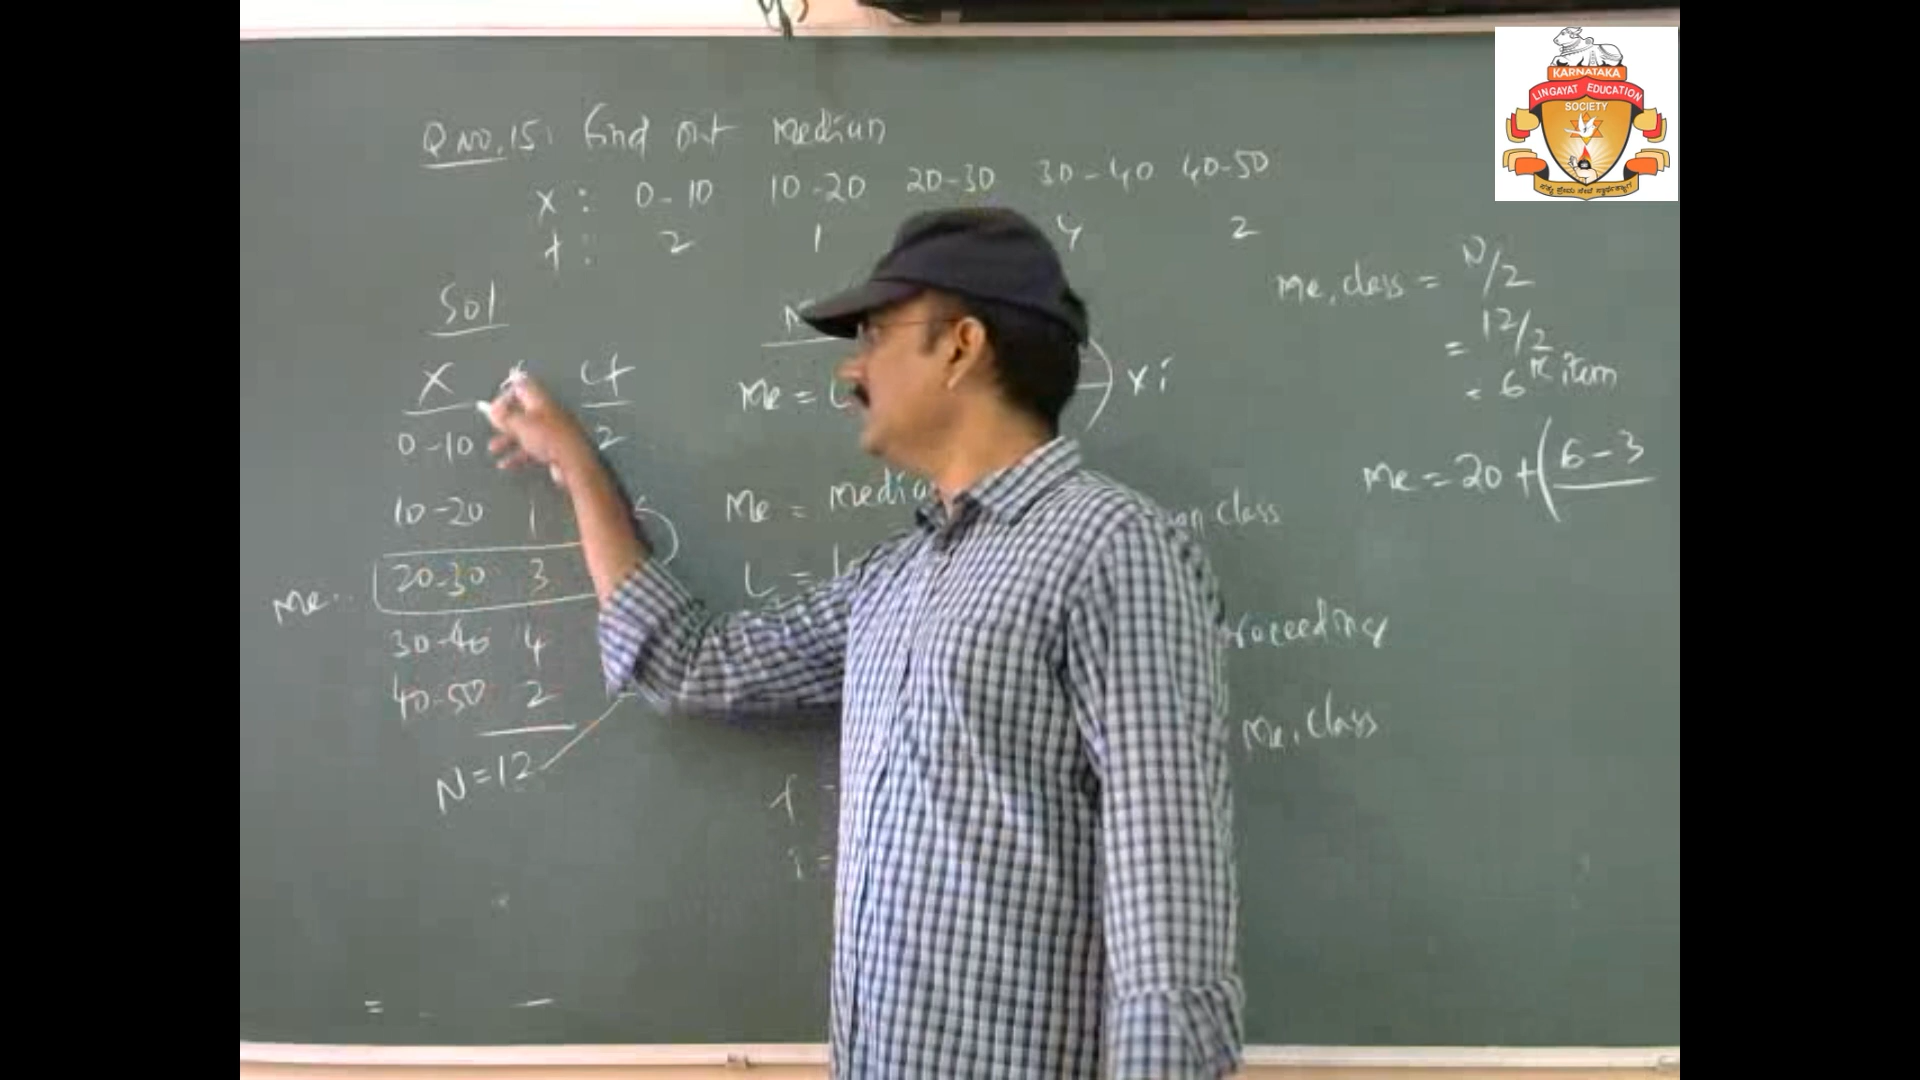 Q NO. 15: find out Median
X : 0-10 10-20 20-30 30-40 40-50
f : 2 1 4 2
Sol
X f cf
0-10 2
10-20 1
Me.. 20-30 3
30-40 4
40-50 2
N=12
Me =
x i
Me = media
class
L =
Me. class
f
i =
Me. class = N/2
= 12/2
= 6th item
Me = 20 + (6-3
KARNATAKA
LINGAYAT EDUCATION
SOCIETY